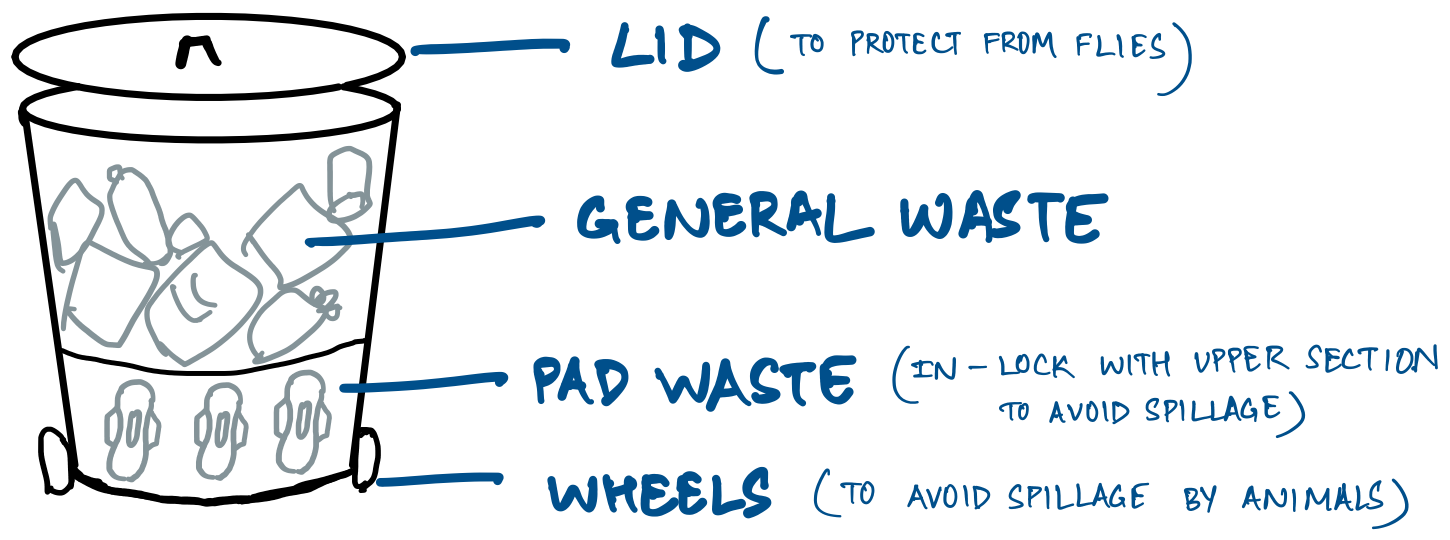 LID (TO PROTECT FROM FLIES)
GENERAL WASTE
PAD WASTE (IN-LOCK WITH UPPER SECTION
TO AVOID SPILLAGE)
WHEELS (TO AVOID SPILLAGE BY ANIMALS)